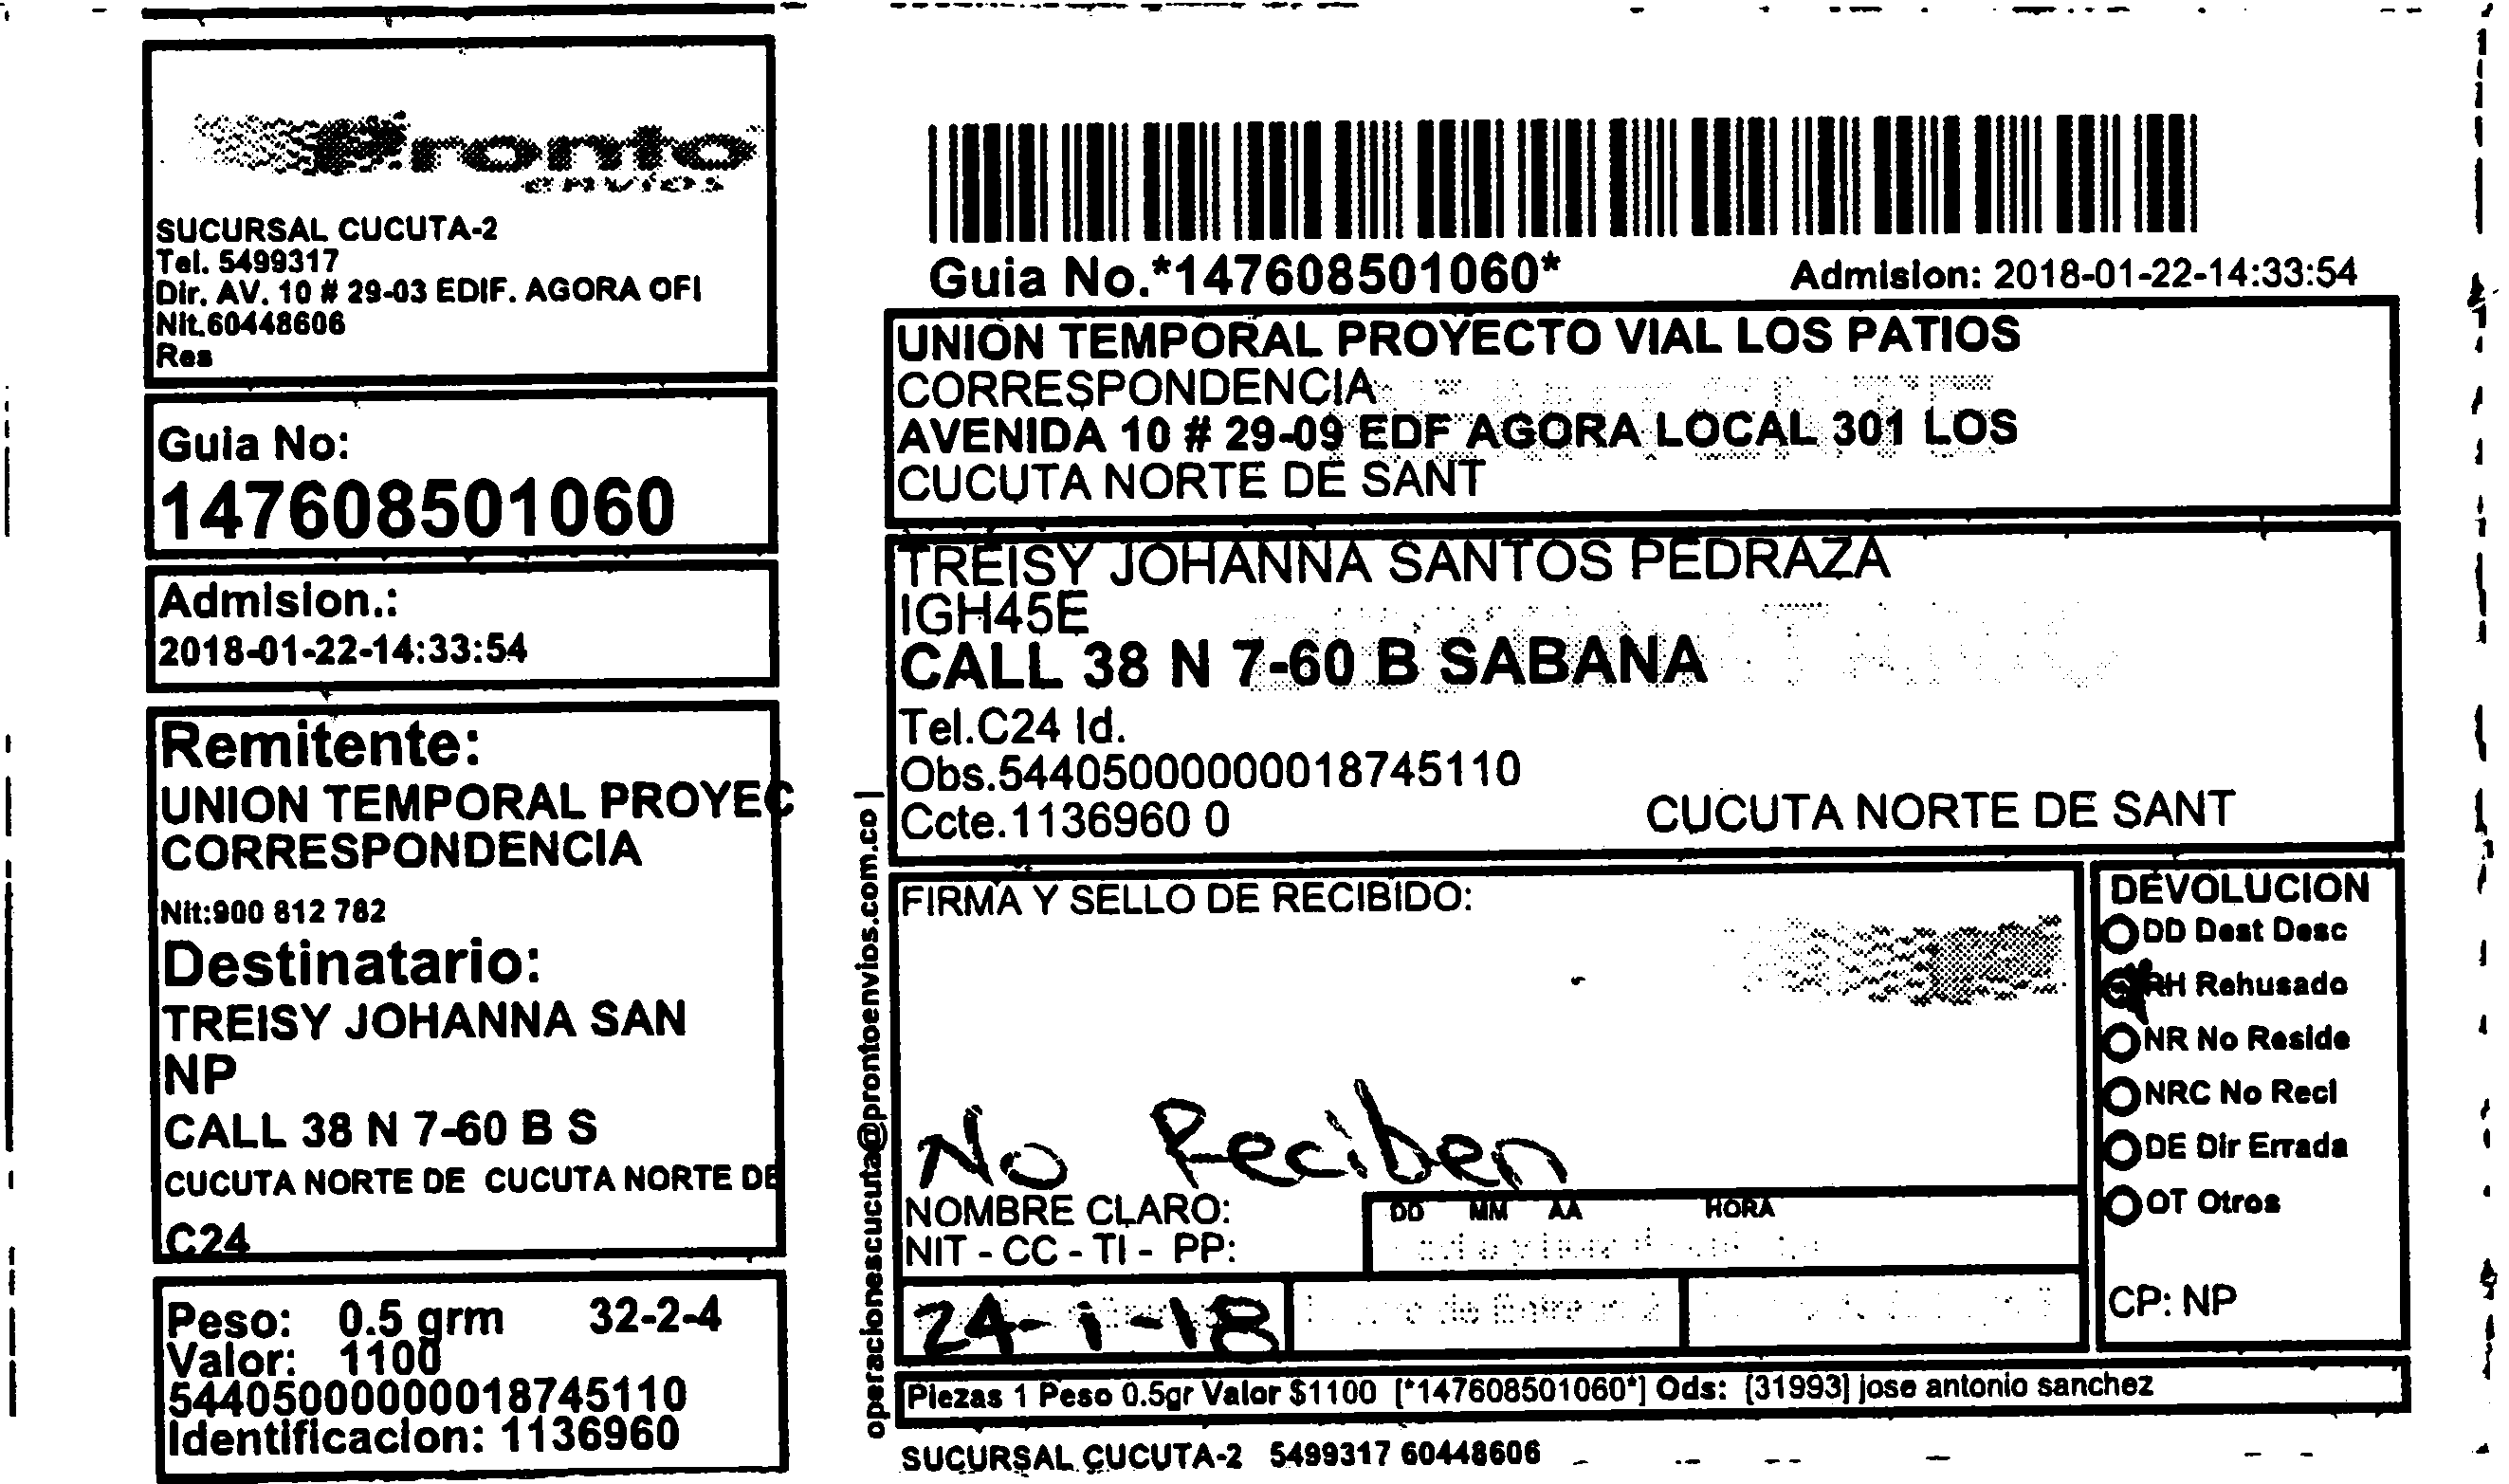 Pronto
envios
SUCURSAL CUCUTA-2
Tel. 5499317
Dir. AV. 10 # 29-03 EDIF. AGORA OFI
Nit.60448606
Res
Guia No:
147608501060
Admision.:
2018-01-22-14:33:54
Remitente:
UNION TEMPORAL PROYEC
CORRESPONDENCIA
Nit:900 812 782
Destinatario:
TREISY JOHANNA SAN
NP
CALL 38 N 7-60 B S
CUCUTA NORTE DE CUCUTA NORTE DE
C24
Peso: 0.5 grm 32-2-4
Valor: 1100
544050000000018745110
Identificacion: 1136960
Guia No.*147608501060* Admision: 2018-01-22-14:33:54
UNION TEMPORAL PROYECTO VIAL LOS PATIOS
CORRESPONDENCIA
AVENIDA 10 # 29-09 EDF AGORA LOCAL 301 LOS
CUCUTA NORTE DE SANT
TREISY JOHANNA SANTOS PEDRAZA
IGH45E
CALL 38 N 7-60 B SABANA
Tel.C24 Id.
Obs.544050000000018745110
Ccte.1136960 0 CUCUTA NORTE DE SANT
operacionescucuta@prontoenvios.com.co |
FIRMA Y SELLO DE RECIBIDO:
No Reciben
NOMBRE CLARO:
NIT - CC - TI - PP:
DD MM AA HORA
24-1-18
DEVOLUCION
DD Dest Desc
RH Rehusado
NR No Reside
NRC No Recl
DE Dir Errada
OT Otros
CP: NP
Piezas 1 Peso 0.5gr Valor $1100 [*147608501060*] Ods: [31993] jose antonio sanchez
SUCURSAL CUCUTA-2 5499317 60448606